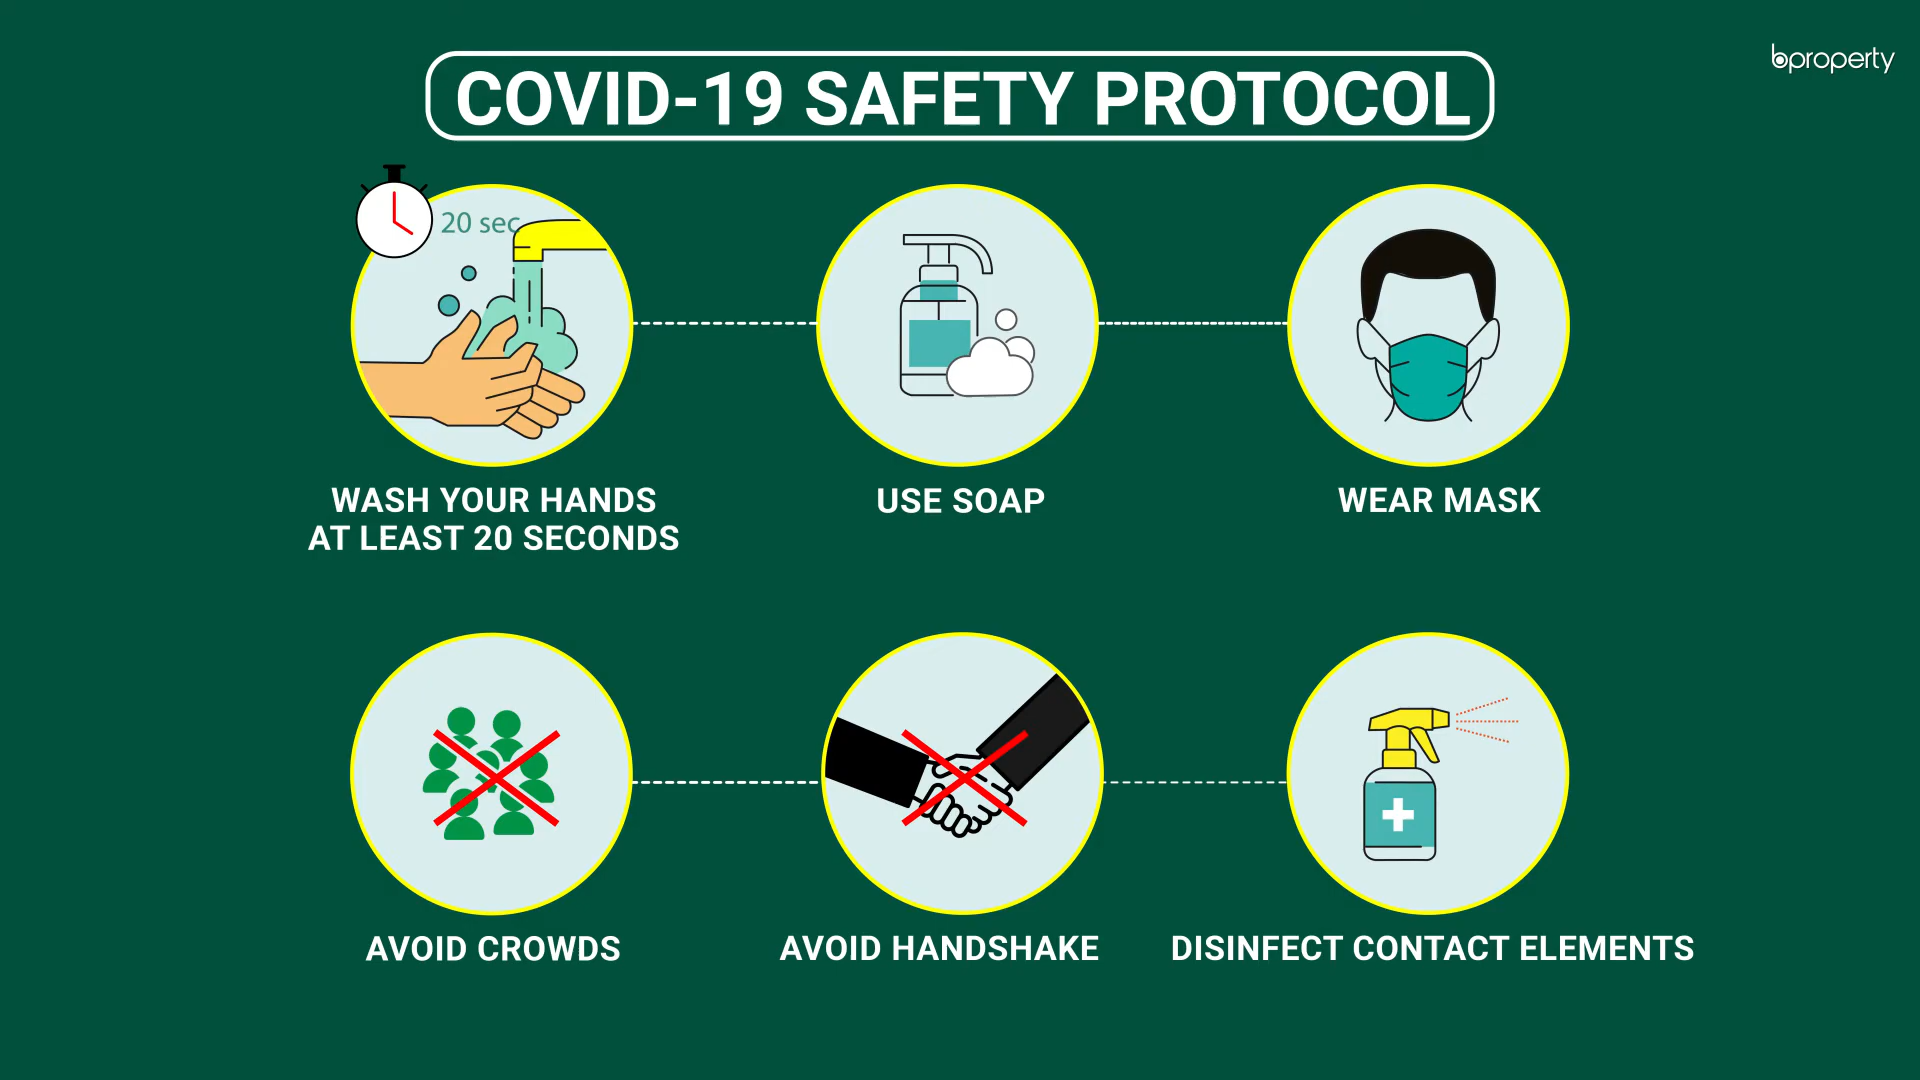 bproperty
COVID-19 SAFETY PROTOCOL
20 sec
WASH YOUR HANDS
AT LEAST 20 SECONDS
USE SOAP
WEAR MASK
AVOID CROWDS
AVOID HANDSHAKE
DISINFECT CONTACT ELEMENTS